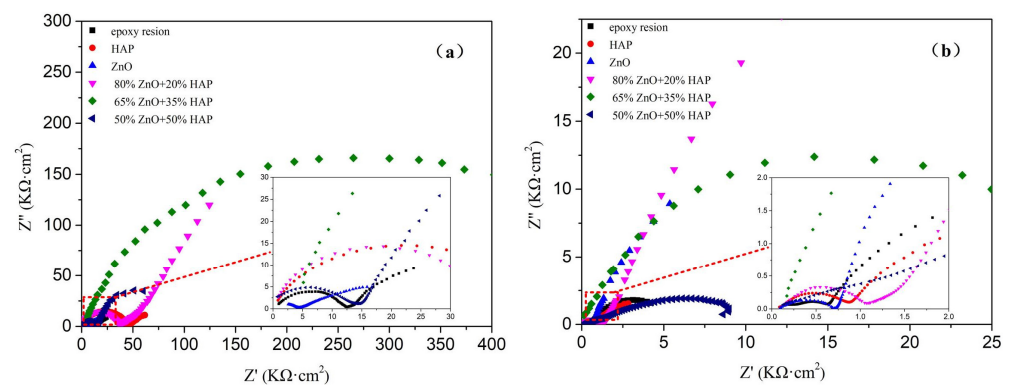 300
250
200
150
100
50
0
Z'' (KΩ·cm²)
epoxy resion
HAP
ZnO
80% ZnO+20% HAP
65% ZnO+35% HAP
50% ZnO+50% HAP
(a)
30
25
20
15
10
5
0
0
5
10
15
20
25
30
0
50
100
150
200
250
300
350
400
Z' (KΩ·cm²)
20
15
10
5
0
Z'' (KΩ·cm²)
epoxy resion
HAP
ZnO
80% ZnO+20% HAP
65% ZnO+35% HAP
50% ZnO+50% HAP
(b)
2.0
1.5
1.0
0.5
0.0
0.0
0.5
1.0
1.5
2.0
0
5
10
15
20
25
Z' (KΩ·cm²)